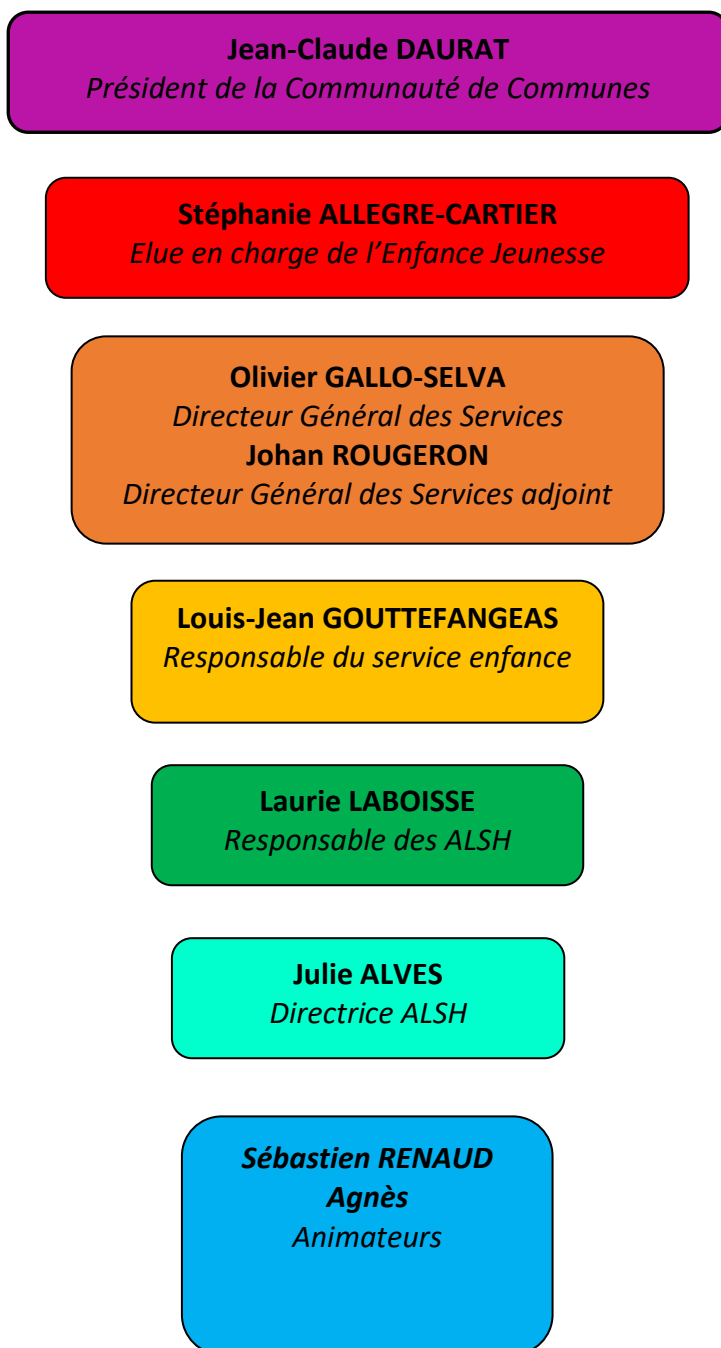 Jean-Claude DAURAT
Président de la Communauté de Communes
Stéphanie ALLEGRE-CARTIER
Elue en charge de l’Enfance Jeunesse
Olivier GALLO-SELVA
Directeur Général des Services
Johan ROUGERON
Directeur Général des Services adjoint
Louis-Jean GOUTTEFANGEAS
Responsable du service enfance
Laurie LABOISSE
Responsable des ALSH
Julie ALVES
Directrice ALSH
Sébastien RENAUD
Agnès
Animateurs